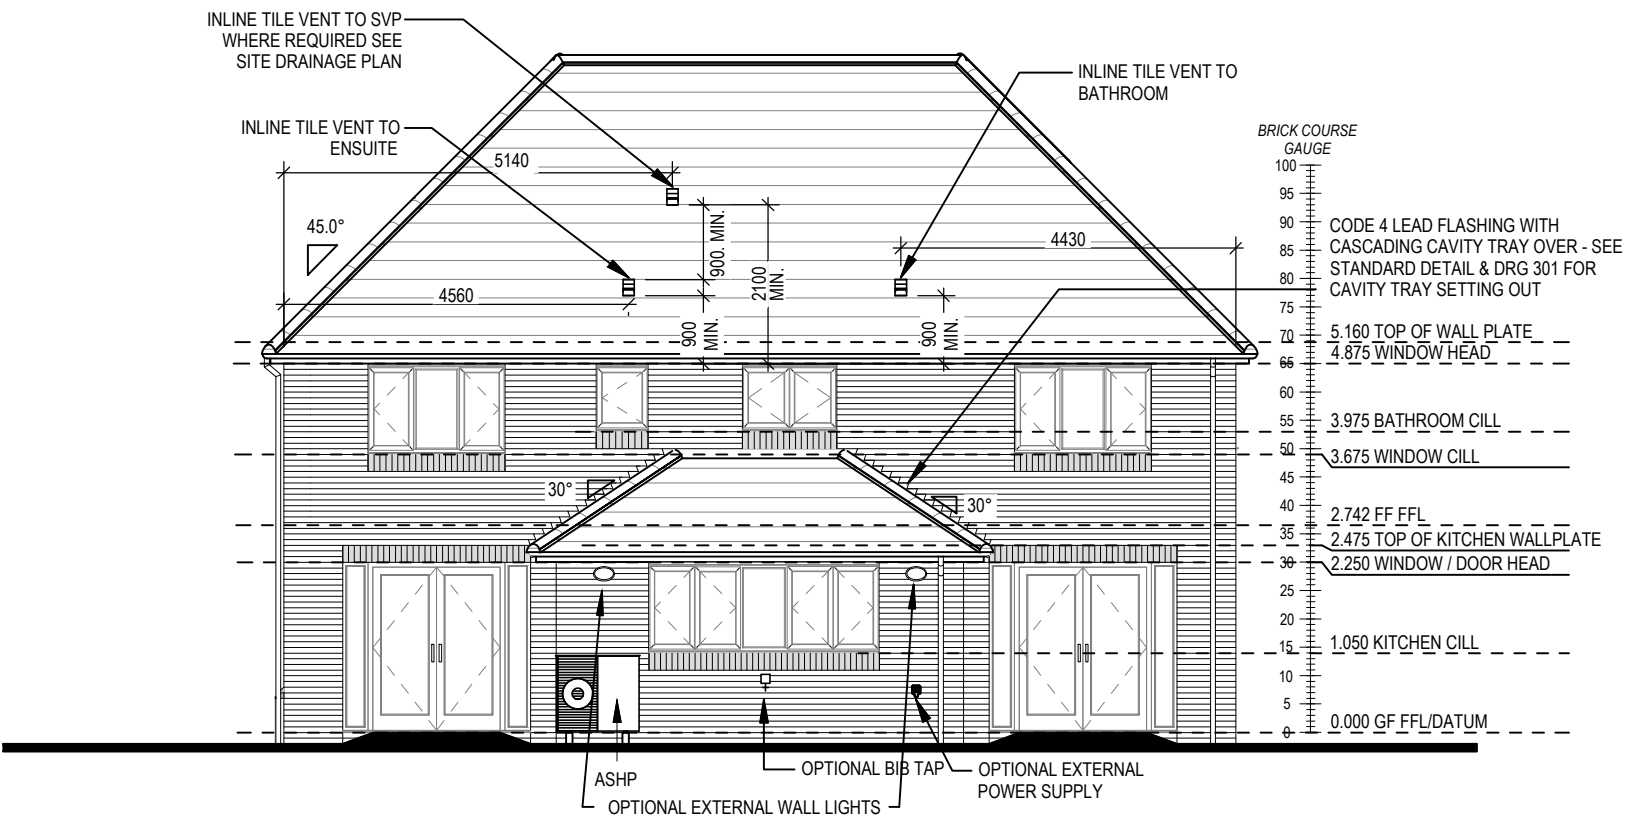 INLINE TILE VENT TO SVP
WHERE REQUIRED SEE
SITE DRAINAGE PLAN
INLINE TILE VENT TO
BATHROOM
INLINE TILE VENT TO
ENSUITE
BRICK COURSE
GAUGE
5140
45.0°
900. MIN.
2100
MIN.
4430
4560
900
MIN.
900
MIN.
100
95
90
85
80
75
70
65
60
55
50
45
40
35
30
25
20
15
10
5
0
CODE 4 LEAD FLASHING WITH
CASCADING CAVITY TRAY OVER - SEE
STANDARD DETAIL & DRG 301 FOR
CAVITY TRAY SETTING OUT
5.160 TOP OF WALL PLATE
4.875 WINDOW HEAD
3.975 BATHROOM CILL
3.675 WINDOW CILL
30°
30°
2.742 FF FFL
2.475 TOP OF KITCHEN WALLPLATE
2.250 WINDOW / DOOR HEAD
1.050 KITCHEN CILL
0.000 GF FFL/DATUM
ASHP
OPTIONAL BIB TAP
OPTIONAL EXTERNAL
POWER SUPPLY
OPTIONAL EXTERNAL WALL LIGHTS